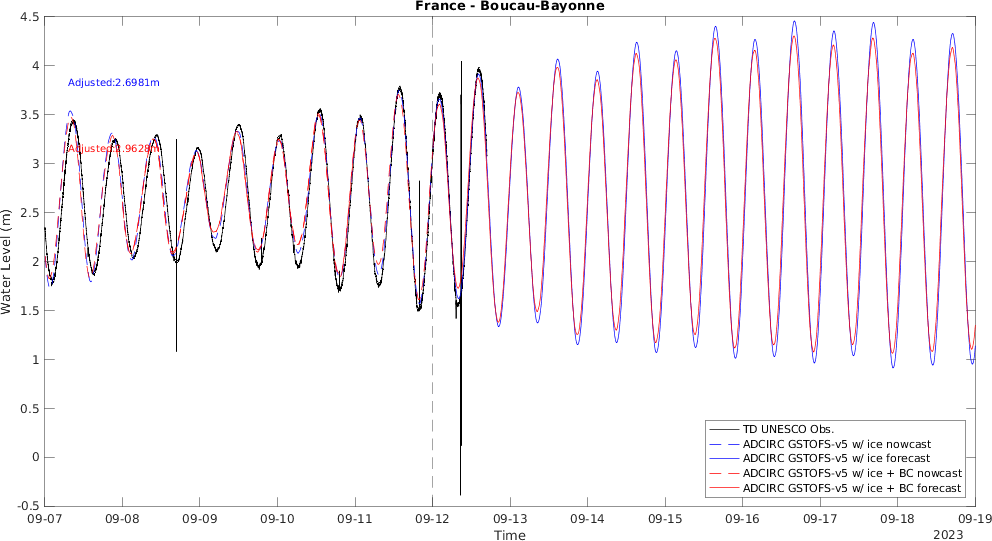 France - Boucau-Bayonne
4.5
4
3.5
3
2.5
2
1.5
1
0.5
0
-0.5
Water Level (m)
Adjusted:2.6981m
Adjusted:2.9628m
TD UNESCO Obs.
ADCIRC GSTOFS-v5 w/ ice nowcast
ADCIRC GSTOFS-v5 w/ ice forecast
ADCIRC GSTOFS-v5 w/ ice + BC nowcast
ADCIRC GSTOFS-v5 w/ ice + BC forecast
09-07 09-08 09-09 09-10 09-11 09-12 09-13 09-14 09-15 09-16 09-17 09-18 09-19
Time
2023